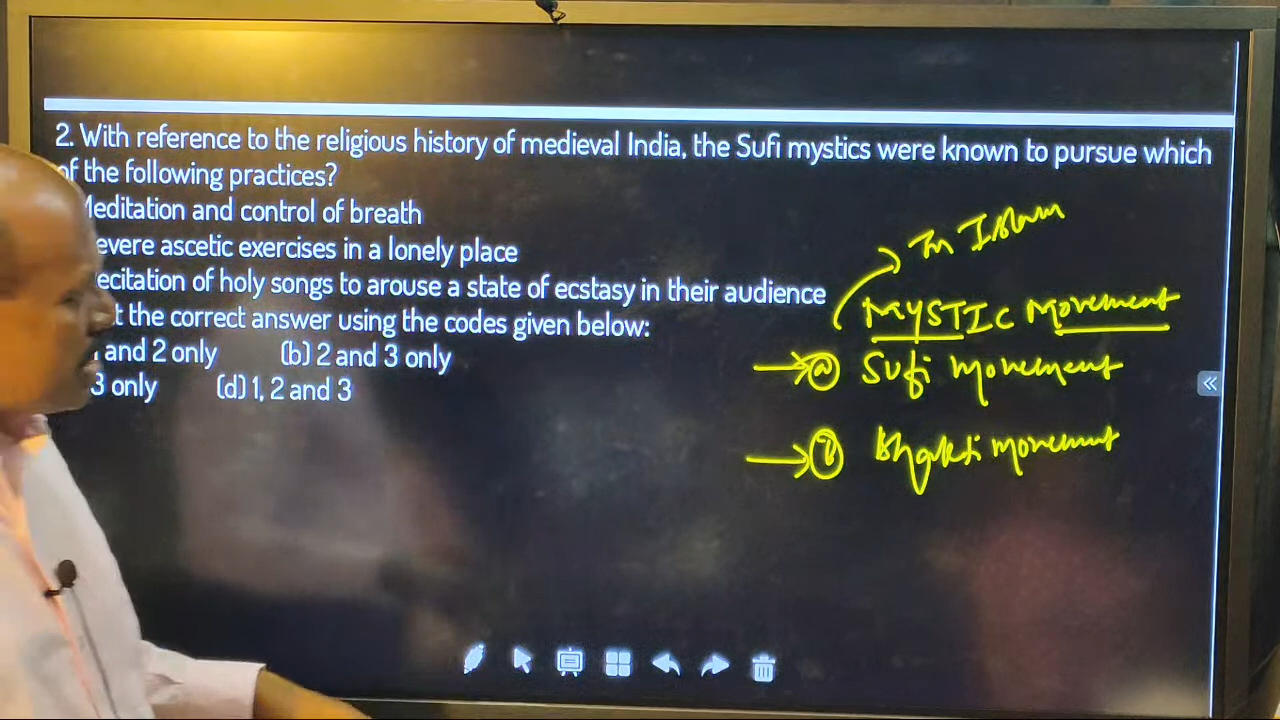 2. With reference to the religious history of medieval India, the Sufi mystics were known to pursue which
of the following practices?
editation and control of breath
evere ascetic exercises in a lonely place
ecitation of holy songs to arouse a state of ecstasy in their audience
t the correct answer using the codes given below:
and 2 only (b) 2 and 3 only
3 only (d) 1, 2 and 3
In Islam
MYSTIC Movement
Sufi Movement
Bhakti movement